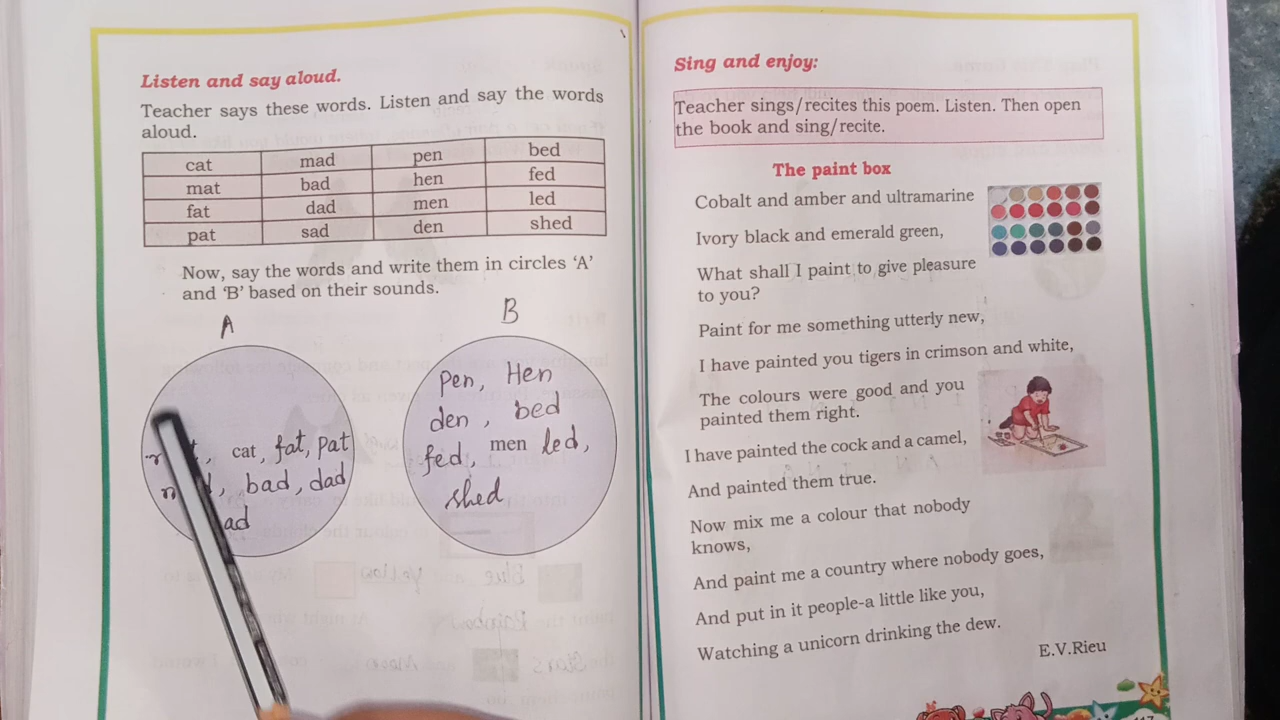 Listen and say aloud.
Teacher says these words. Listen and say the words
aloud.
cat mad pen bed
mat bad hen fed
fat dad men led
pat sad den shed
Now, say the words and write them in circles ‘A’
and ‘B’ based on their sounds.
A
cat, fat, pat
bad, dad
B
pen, Hen
den, bed
fed, men led,
shed
Sing and enjoy:
Teacher sings/recites this poem. Listen. Then open
the book and sing/recite.
The paint box
Cobalt and amber and ultramarine
Ivory black and emerald green,
What shall I paint to give pleasure
to you?
Paint for me something utterly new,
I have painted you tigers in crimson and white,
The colours were good and you
painted them right.
I have painted the cock and a camel,
And painted them true.
Now mix me a colour that nobody
knows,
And paint me a country where nobody goes,
And put in it people-a little like you,
Watching a unicorn drinking the dew.
E.V.Rieu